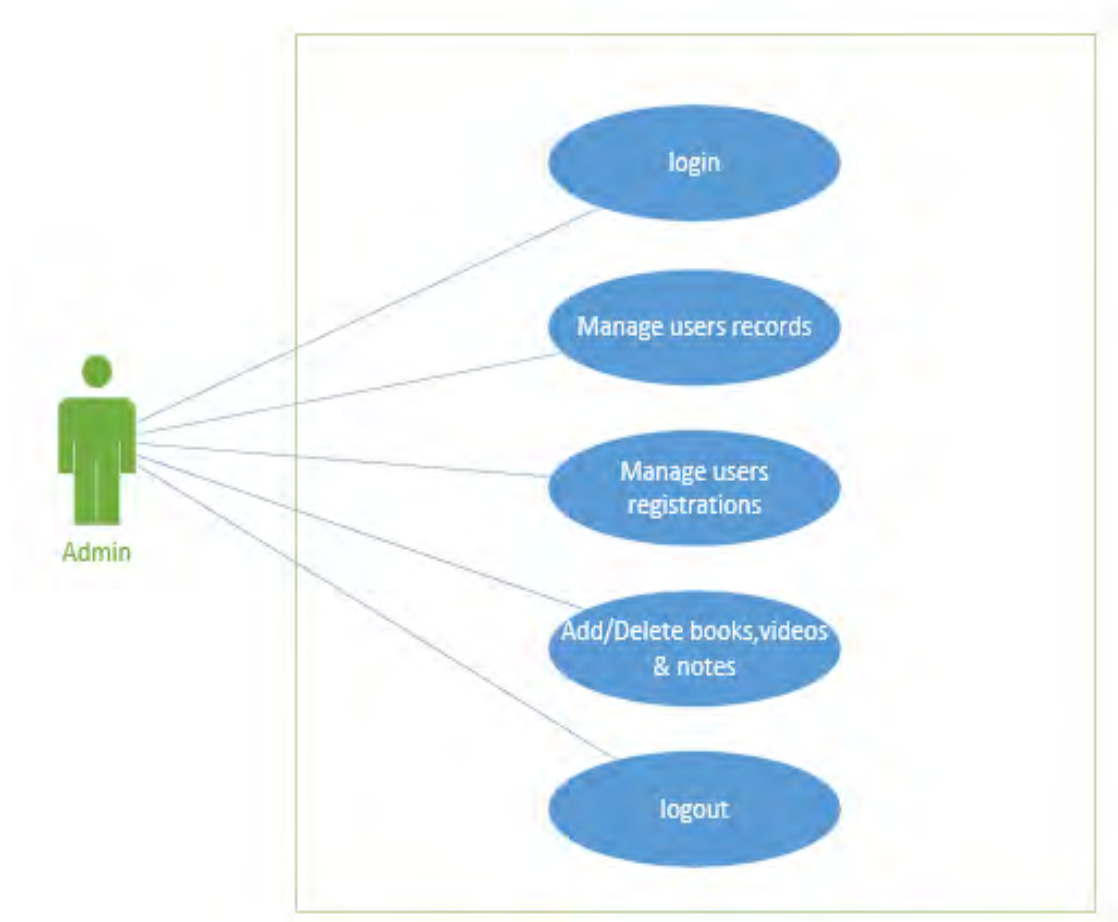 login
Manage users records
Manage users
registrations
Admin
Add/Delete books,videos
& notes
logout